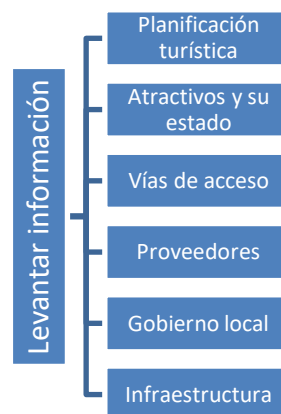 Levantar información
Planificación
turística
Atractivos y su
estado
Vías de acceso
Proveedores
Gobierno local
Infraestructura